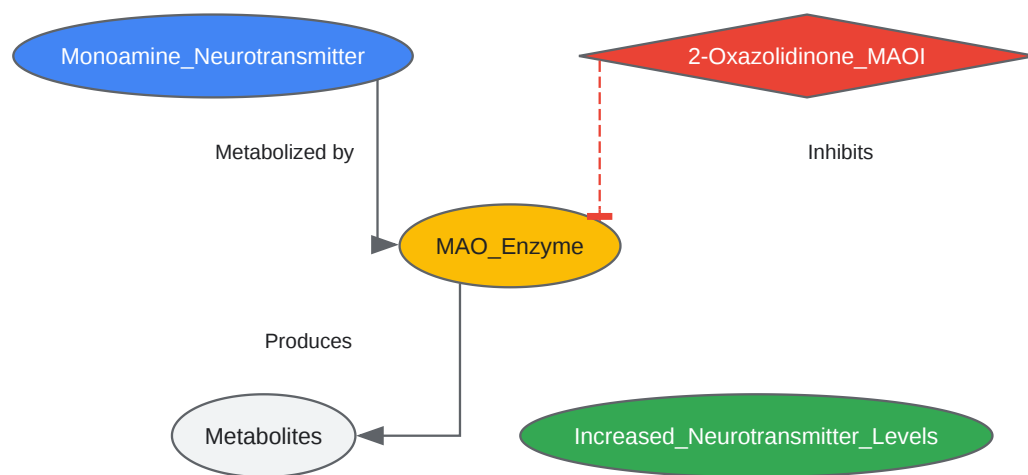 Monoamine_Neurotransmitter
2-Oxazolidinone_MAOI
Metabolized by
Inhibits
MAO_Enzyme
Produces
Metabolites
Increased_Neurotransmitter_Levels